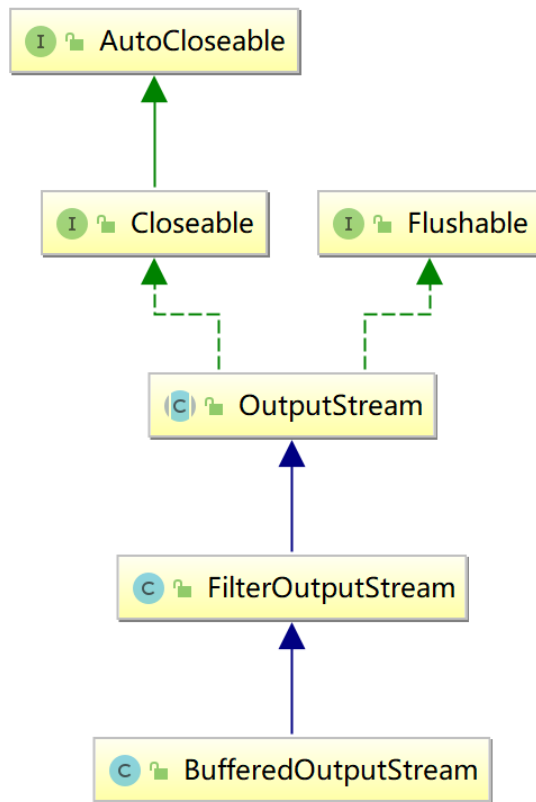 I AutoCloseable
I Closeable
I Flushable
C OutputStream
C FilterOutputStream
C BufferedOutputStream